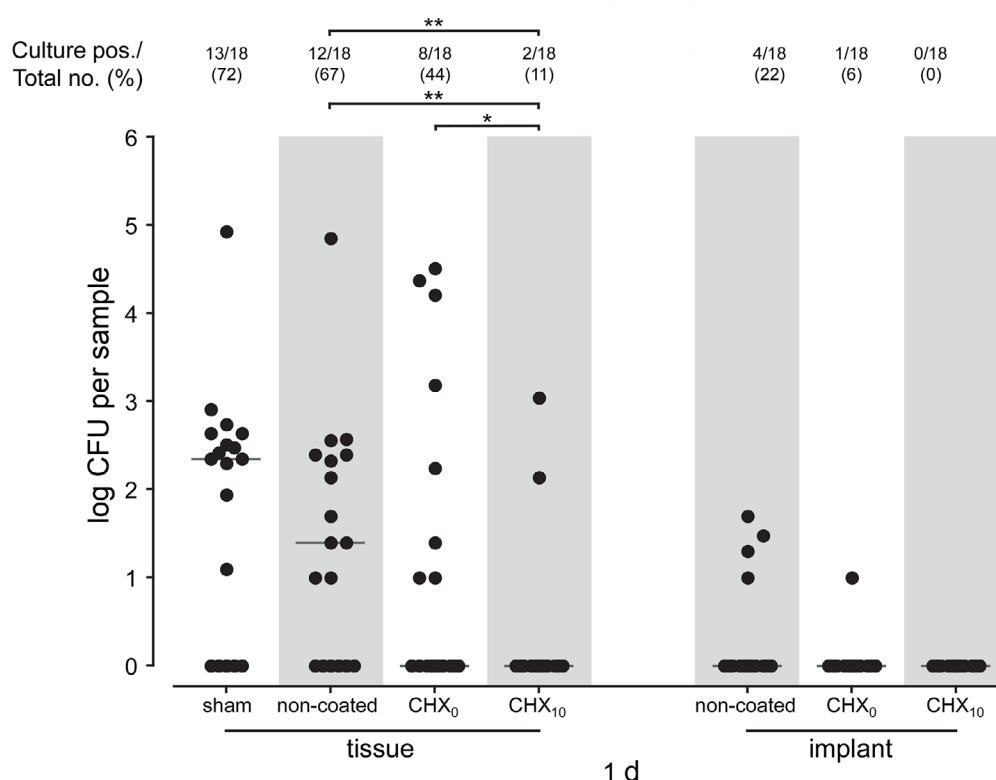 **
Culture pos./ 13/18 12/18 8/18 2/18 4/18 1/18 0/18
Total no. (%) (72) (67) (44) (11) (22) (6) (0)
**
*
6
5
4
3
2
1
0
log CFU per sample
sham non-coated CHX₀ CHX₁₀ non-coated CHX₀ CHX₁₀
tissue implant
1 d